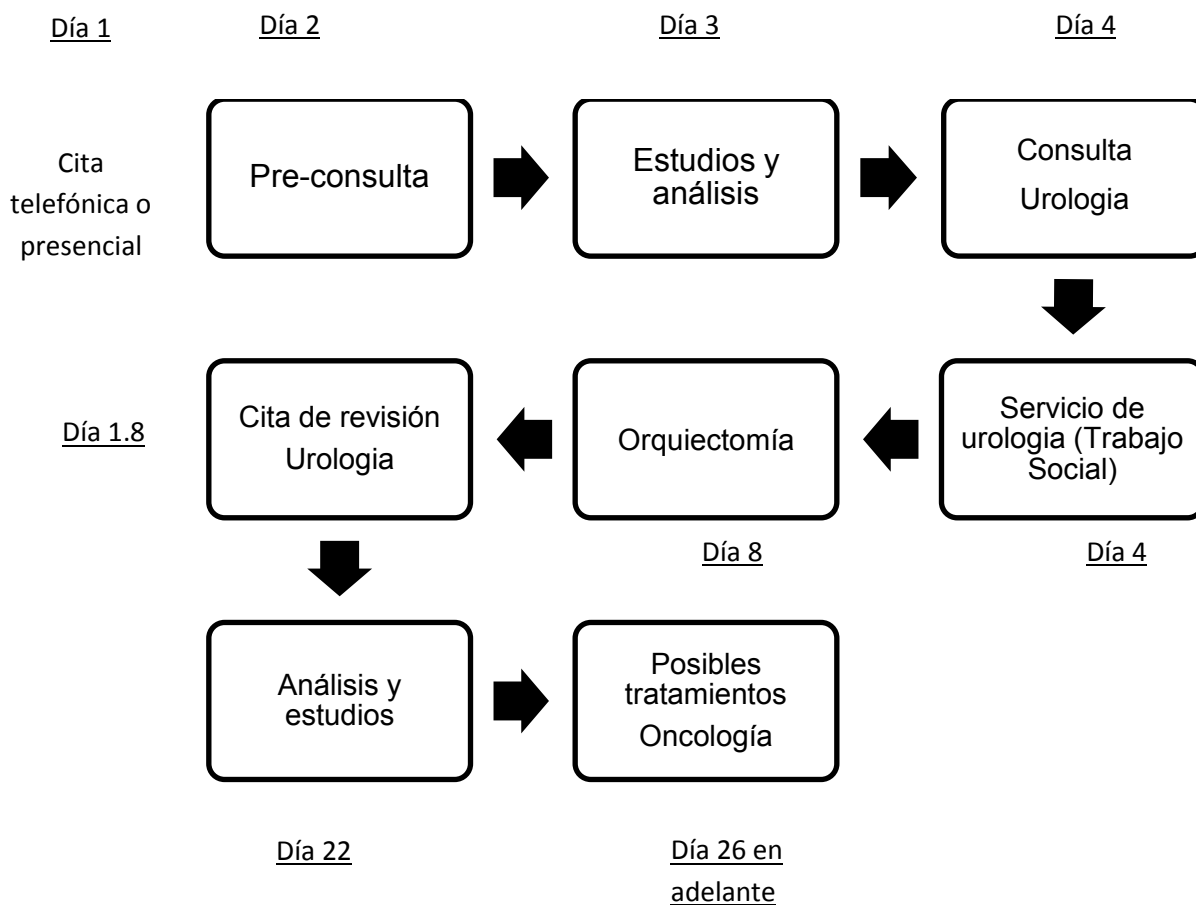 Día 1
Día 2
Día 3
Día 4
Cita
telefónica o
presencial
Pre-consulta
Estudios y
análisis
Consulta
Urologia
Día 1.8
Cita de revisión
Urologia
Orquiectomía
Servicio de
urologia (Trabajo
Social)
Día 8
Día 4
Análisis y
estudios
Posibles
tratamientos
Oncología
Día 22
Día 26 en
adelante